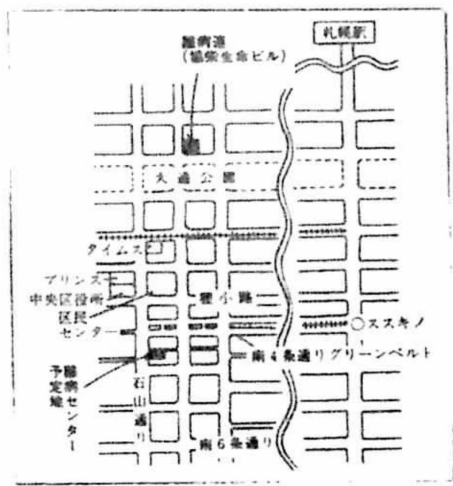 札幌駅
難病連
(協栄生命ビル)
大通公園
タイムス
プリンス
中央区役所
区民
センター
狸小路
ススキノ
南4条通りグリーンベルト
難病センター
予定地
石山通り
南6条通り